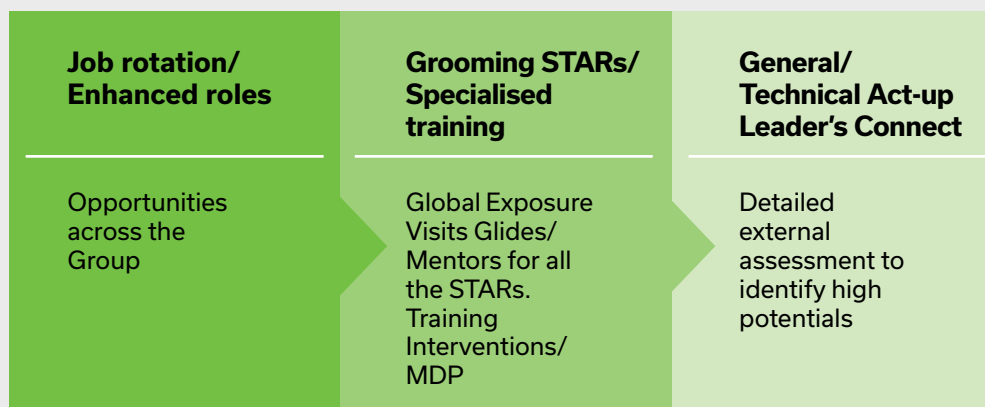 Job rotation/
Enhanced roles
Opportunities
across the
Group
Grooming STARs/
Specialised
training
Global Exposure
Visits Glides/
Mentors for all
the STARs.
Training
Interventions/
MDP
General/
Technical Act-up
Leader's Connect
Detailed
external
assessment to
identify high
potentials